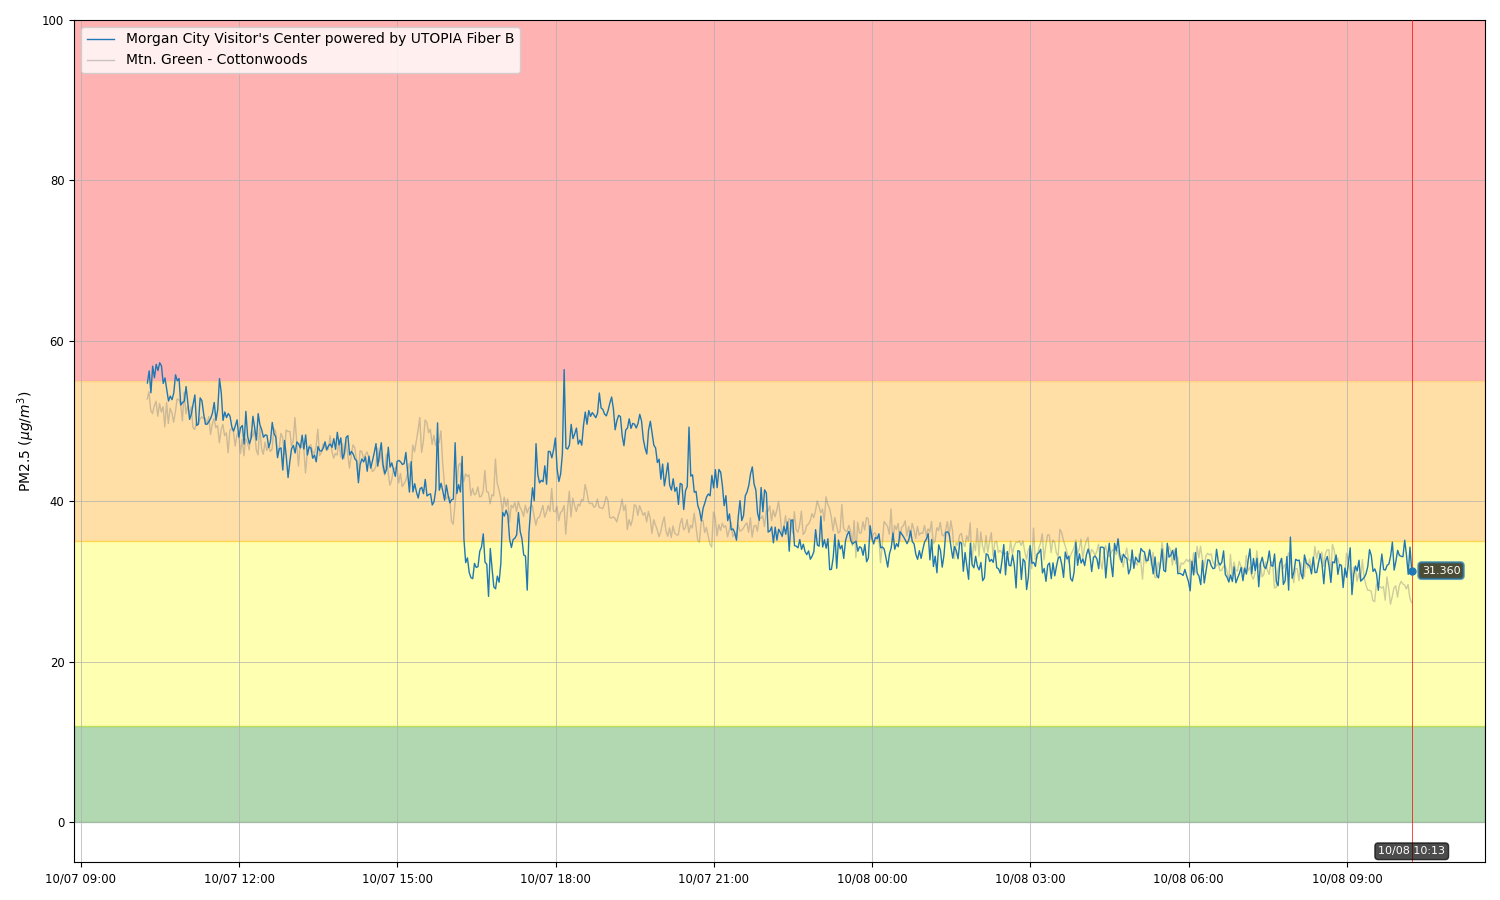 100
Morgan City Visitor's Center powered by UTOPIA Fiber B
Mtn. Green - Cottonwoods
80
60
PM2.5 (μg/m³)
40
31.360
20
0
10/08 10:13
10/07 09:00 10/07 12:00 10/07 15:00 10/07 18:00 10/07 21:00 10/08 00:00 10/08 03:00 10/08 06:00 10/08 09:00